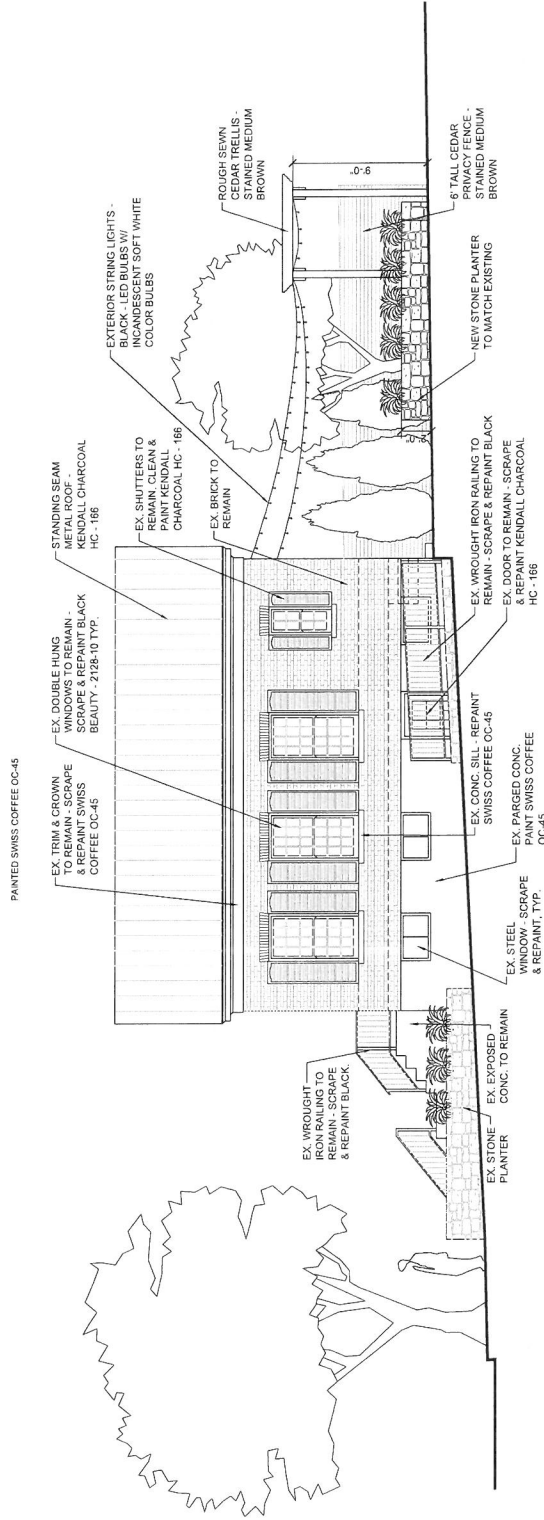 PAINTED SWISS COFFEE OC-45
EX. TRIM & CROWN
TO REMAIN - SCRAPE
& REPAINT SWISS
COFFEE OC-45
EX. DOUBLE HUNG
WINDOWS TO REMAIN -
SCRAPE & REPAINT BLACK
BEAUTY - 2128-10 TYP.
STANDING SEAM
METAL ROOF -
KENDALL CHARCOAL
HC - 166
EX. SHUTTERS TO
REMAIN. CLEAN &
PAINT KENDALL
CHARCOAL HC - 166
EX. BRICK TO
REMAIN
EXTERIOR STRING LIGHTS -
BLACK - LED BULBS W/
INCANDESCENT SOFT WHITE
COLOR BULBS
ROUGH SEWN
CEDAR TRELLIS -
STAINED MEDIUM
BROWN
9'-0"
6' TALL CEDAR
PRIVACY FENCE -
STAINED MEDIUM
BROWN
NEW STONE PLANTER
TO MATCH EXISTING
2'-0"
EX. WROUGHT IRON RAILING TO
REMAIN - SCRAPE & REPAINT BLACK
EX. DOOR TO REMAIN - SCRAPE
& REPAINT KENDALL CHARCOAL
HC - 166
EX. CONC. SILL - REPAINT
SWISS COFFEE OC-45
EX. PARGED CONC.
PAINT SWISS COFFEE
OC-45
EX. STEEL
WINDOW - SCRAPE
& REPAINT, TYP.
EX. WROUGHT
IRON RAILING TO
REMAIN - SCRAPE
& REPAINT BLACK.
EX. EXPOSED
CONC. TO REMAIN
EX. STONE
PLANTER